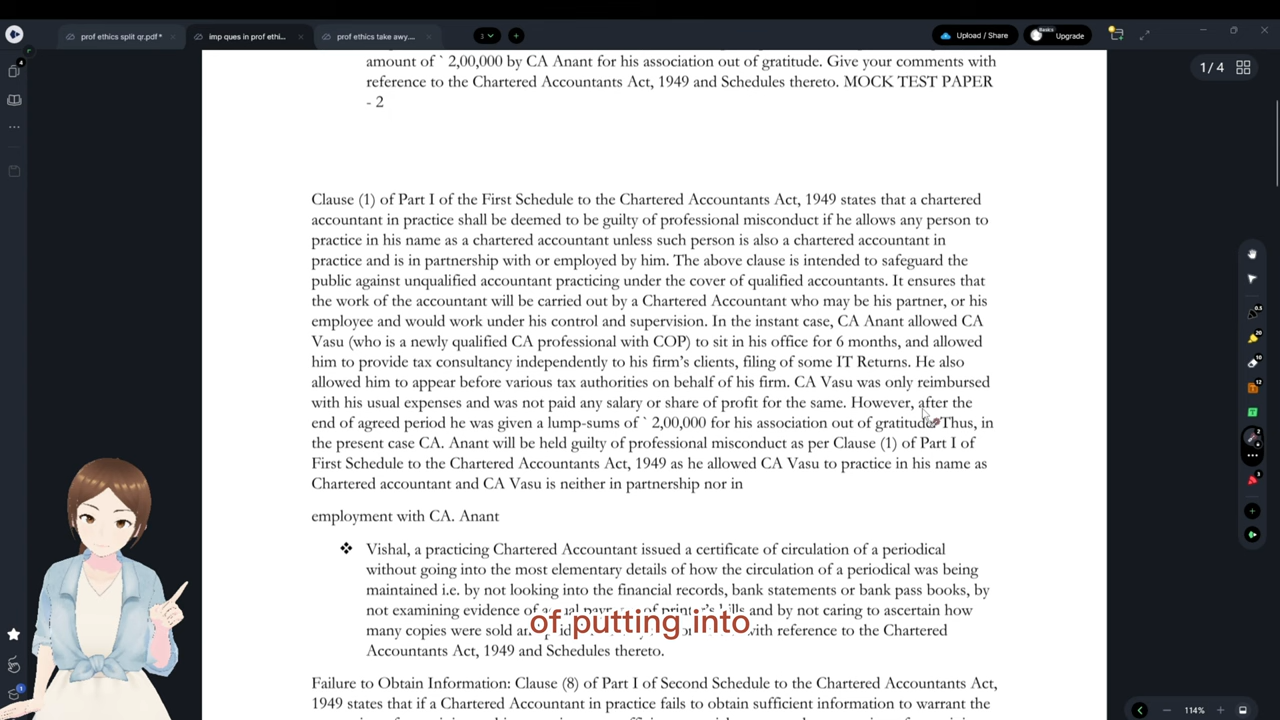 prof ethics split qr.pdf*
imp ques in prof ethi...
prof ethics take awy....
3
Upload / Share
Upgrade
1/4
amount of ` 2,00,000 by CA Anant for his association out of gratitude. Give your comments with
reference to the Chartered Accountants Act, 1949 and Schedules thereto. MOCK TEST PAPER
- 2
Clause (1) of Part I of the First Schedule to the Chartered Accountants Act, 1949 states that a chartered
accountant in practice shall be deemed to be guilty of professional misconduct if he allows any person to
practice in his name as a chartered accountant unless such person is also a chartered accountant in
practice and is in partnership with or employed by him. The above clause is intended to safeguard the
public against unqualified accountant practicing under the cover of qualified accountants. It ensures that
the work of the accountant will be carried out by a Chartered Accountant who may be his partner, or his
employee and would work under his control and supervision. In the instant case, CA Anant allowed CA
Vasu (who is a newly qualified CA professional with COP) to sit in his office for 6 months, and allowed
him to provide tax consultancy independently to his firm's clients, filing of some IT Returns. He also
allowed him to appear before various tax authorities on behalf of his firm. CA Vasu was only reimbursed
with his usual expenses and was not paid any salary or share of profit for the same. However, after the
end of agreed period he was given a lump-sums of ` 2,00,000 for his association out of gratitude. Thus, in
the present case CA. Anant will be held guilty of professional misconduct as per Clause (1) of Part I of
First Schedule to the Chartered Accountants Act, 1949 as he allowed CA Vasu to practice in his name as
Chartered accountant and CA Vasu is neither in partnership nor in
employment with CA. Anant
❖ Vishal, a practicing Chartered Accountant issued a certificate of circulation of a periodical
without going into the most elementary details of how the circulation of a periodical was being
maintained i.e. by not looking into the financial records, bank statements or bank pass books, by
not examining evidence of printer's bills and by not caring to ascertain how
of putting into
many copies were sold with reference to the Chartered
Accountants Act, 1949 and Schedules thereto.
Failure to Obtain Information: Clause (8) of Part I of Second Schedule to the Chartered Accountants Act,
1949 states that if a Chartered Accountant in practice fails to obtain sufficient information to warrant the
114%